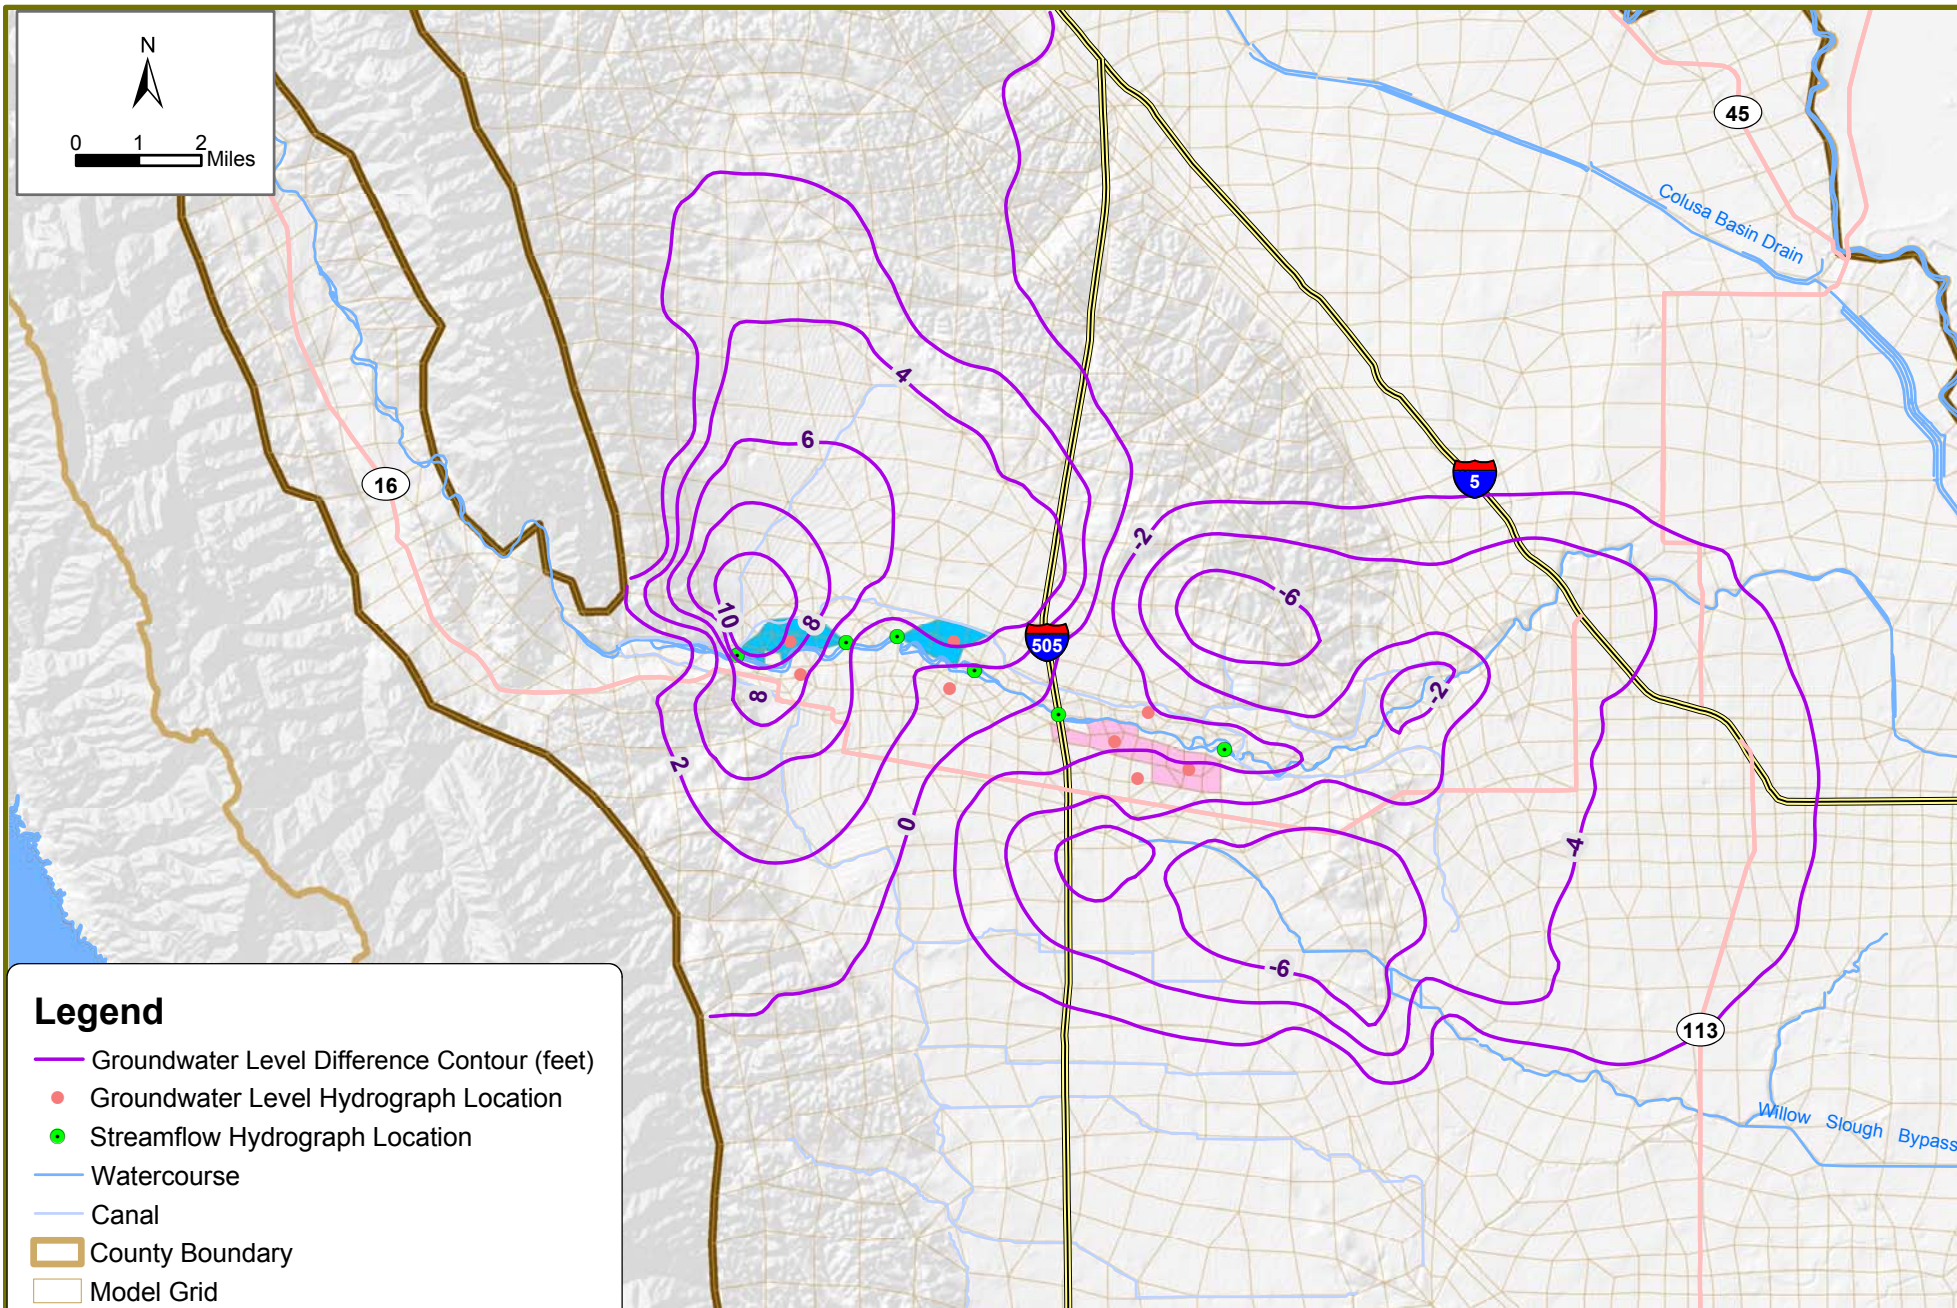 N
0 1 2
Miles
45
Colusa Basin Drain
4
6
16
5
-2
-6
10
8
505
8
-2
2
0
-4
-6
113
Willow Slough Bypass
Legend
Groundwater Level Difference Contour (feet)
Groundwater Level Hydrograph Location
Streamflow Hydrograph Location
Watercourse
Canal
County Boundary
Model Grid